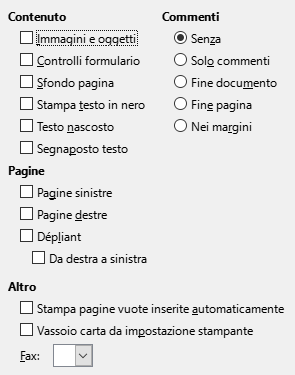 Contenuto
Immagini e oggetti
Controlli formulario
Sfondo pagina
Stampa testo in nero
Testo nascosto
Segnaposto testo
Commenti
Senza
Solo commenti
Fine documento
Fine pagina
Nei margini
Pagine
Pagine sinistre
Pagine destre
Dépliant
Da destra a sinistra
Altro
Stampa pagine vuote inserite automaticamente
Vassoio carta da impostazione stampante
Fax: